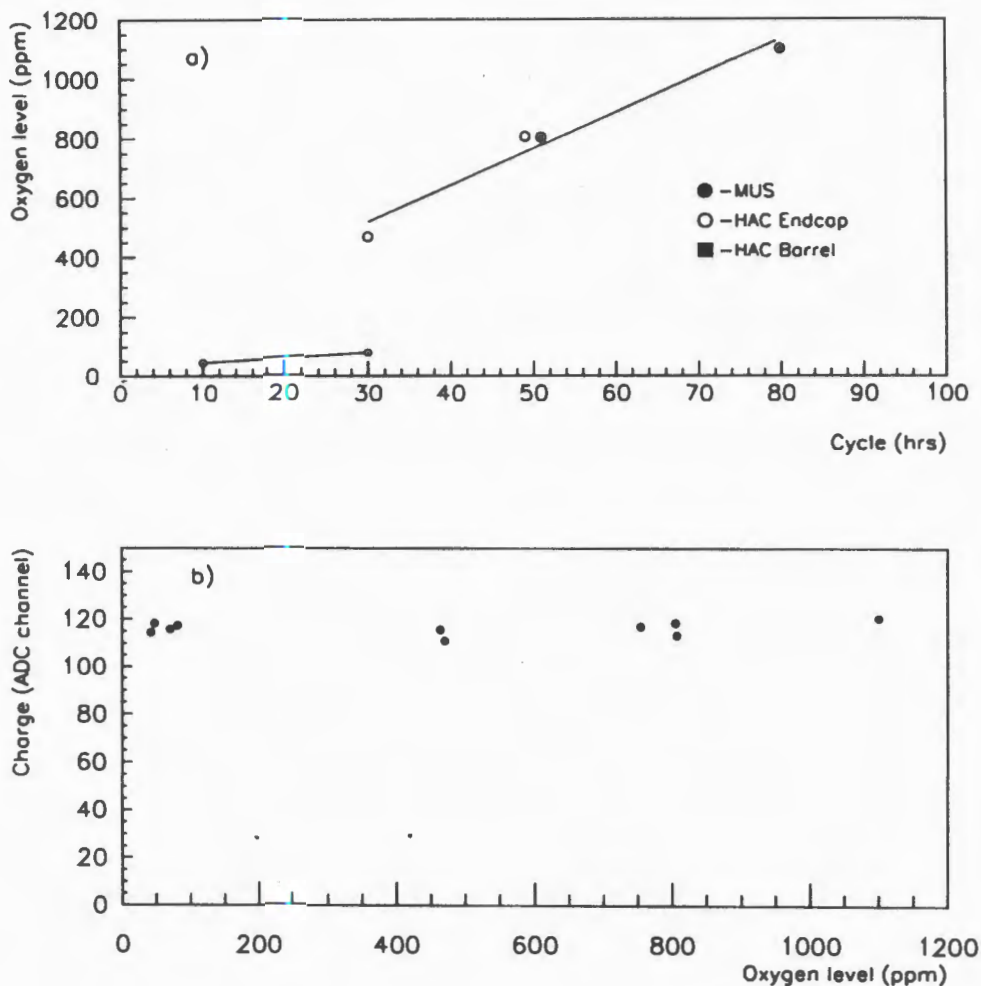 1200
1000
800
600
400
200
0
Oxygen level (ppm)
a)
●-MUS
○-HAC Endcap
■-HAC Barrel
0 10 20 30 40 50 60 70 80 90 100
Cycle (hrs)
140
120
100
80
60
40
20
0
Charge (ADC channel)
b)
0 200 400 600 800 1000 1200
Oxygen level (ppm)